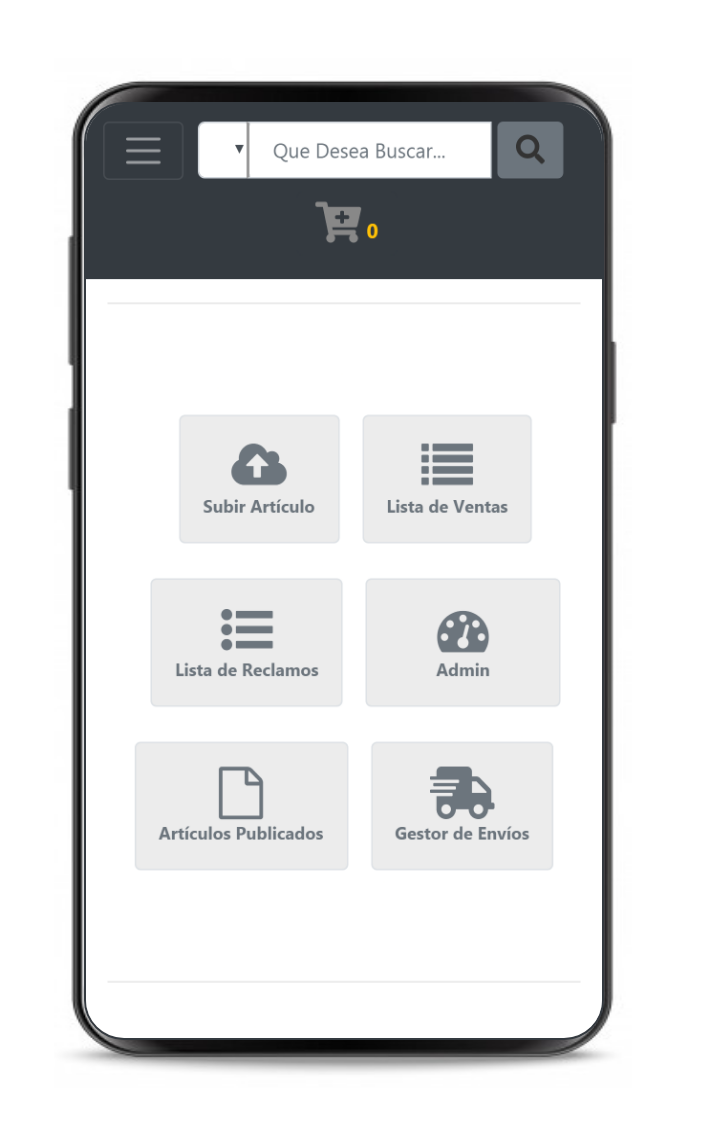 Que Desea Buscar...
0
Subir Artículo
Lista de Ventas
Lista de Reclamos
Admin
Artículos Publicados
Gestor de Envíos